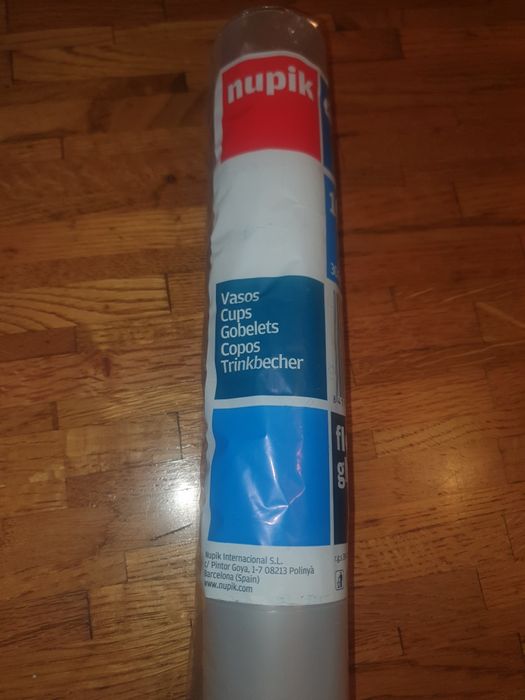 nupik
Vasos
Cups
Gobelets
Copos
Trinkbecher
Nupik Internacional S.L.
c/ Pintor Goya, 1-7 08213 Polinyà
Barcelona (Spain)
www.nupik.com